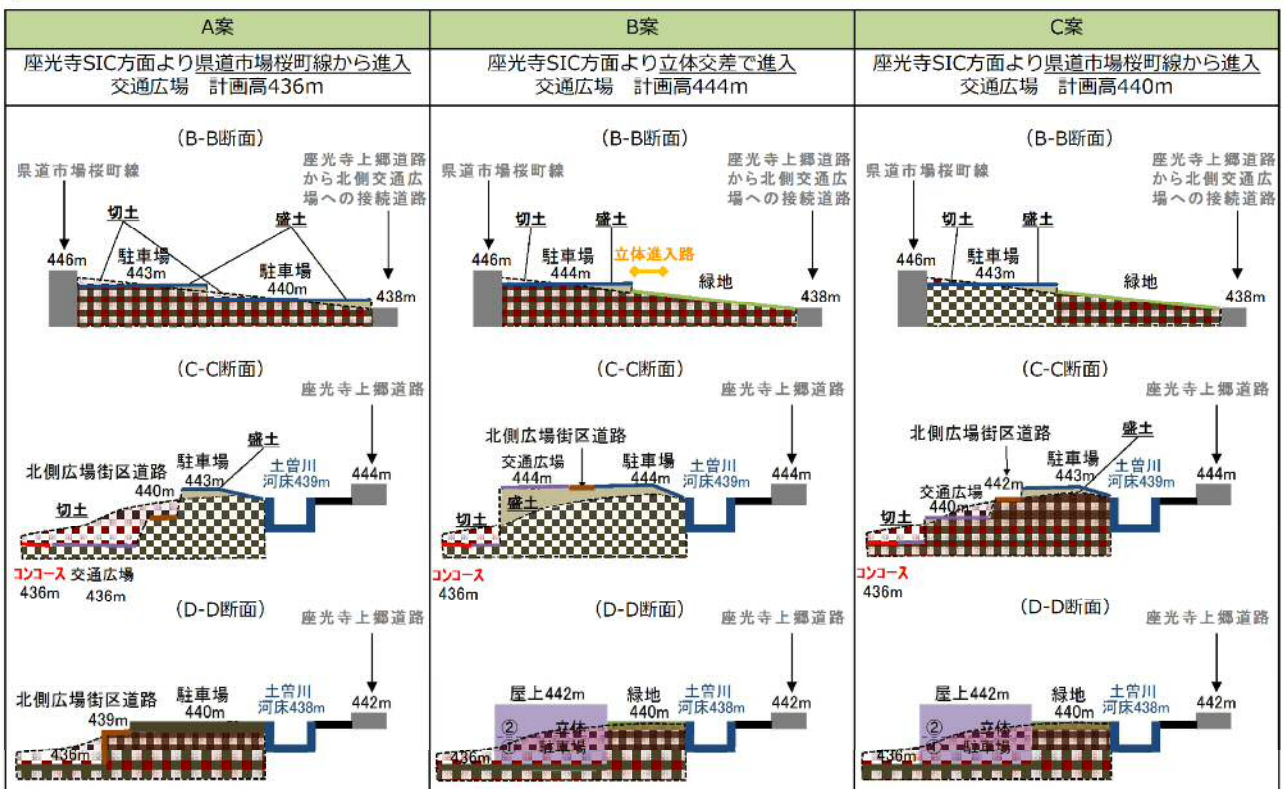 A案
座光寺SIC方面より県道市場桜町線から進入
交通広場 計画高436m
(B-B断面)
県道市場桜町線
座光寺上郷道路
から北側交通広
場への接続道路
切土
盛土
446m
駐車場
443m
駐車場
440m
438m
(C-C断面)
座光寺上郷道路
盛土
北側広場街区道路
440m
駐車場
443m
土曽川
河床439m
444m
切土
コンコース
436m
交通広場
436m
(D-D断面)
座光寺上郷道路
北側広場街区道路
439m
駐車場
440m
土曽川
河床438m
442m
436m
B案
座光寺SIC方面より立体交差で進入
交通広場 計画高444m
(B-B断面)
県道市場桜町線
座光寺上郷道路
から北側交通広
場への接続道路
切土
盛土
446m
駐車場
444m
立体進入路
緑地
438m
(C-C断面)
座光寺上郷道路
北側広場街区道路
交通広場
444m
駐車場
444m
土曽川
河床439m
444m
盛土
切土
コンコース
436m
(D-D断面)
座光寺上郷道路
屋上442m
緑地
440m
土曽川
河床438m
442m
② 立体
① 駐車場
436m
C案
座光寺SIC方面より県道市場桜町線から進入
交通広場 計画高440m
(B-B断面)
県道市場桜町線
座光寺上郷道路
から北側交通広
場への接続道路
切土
盛土
446m
駐車場
443m
緑地
438m
(C-C断面)
座光寺上郷道路
北側広場街区道路
盛土
442m
駐車場
443m
土曽川
河床439m
444m
交通広場
440m
切土
コンコース
436m
(D-D断面)
座光寺上郷道路
屋上442m
緑地
440m
土曽川
河床438m
442m
② 立体
① 駐車場
436m